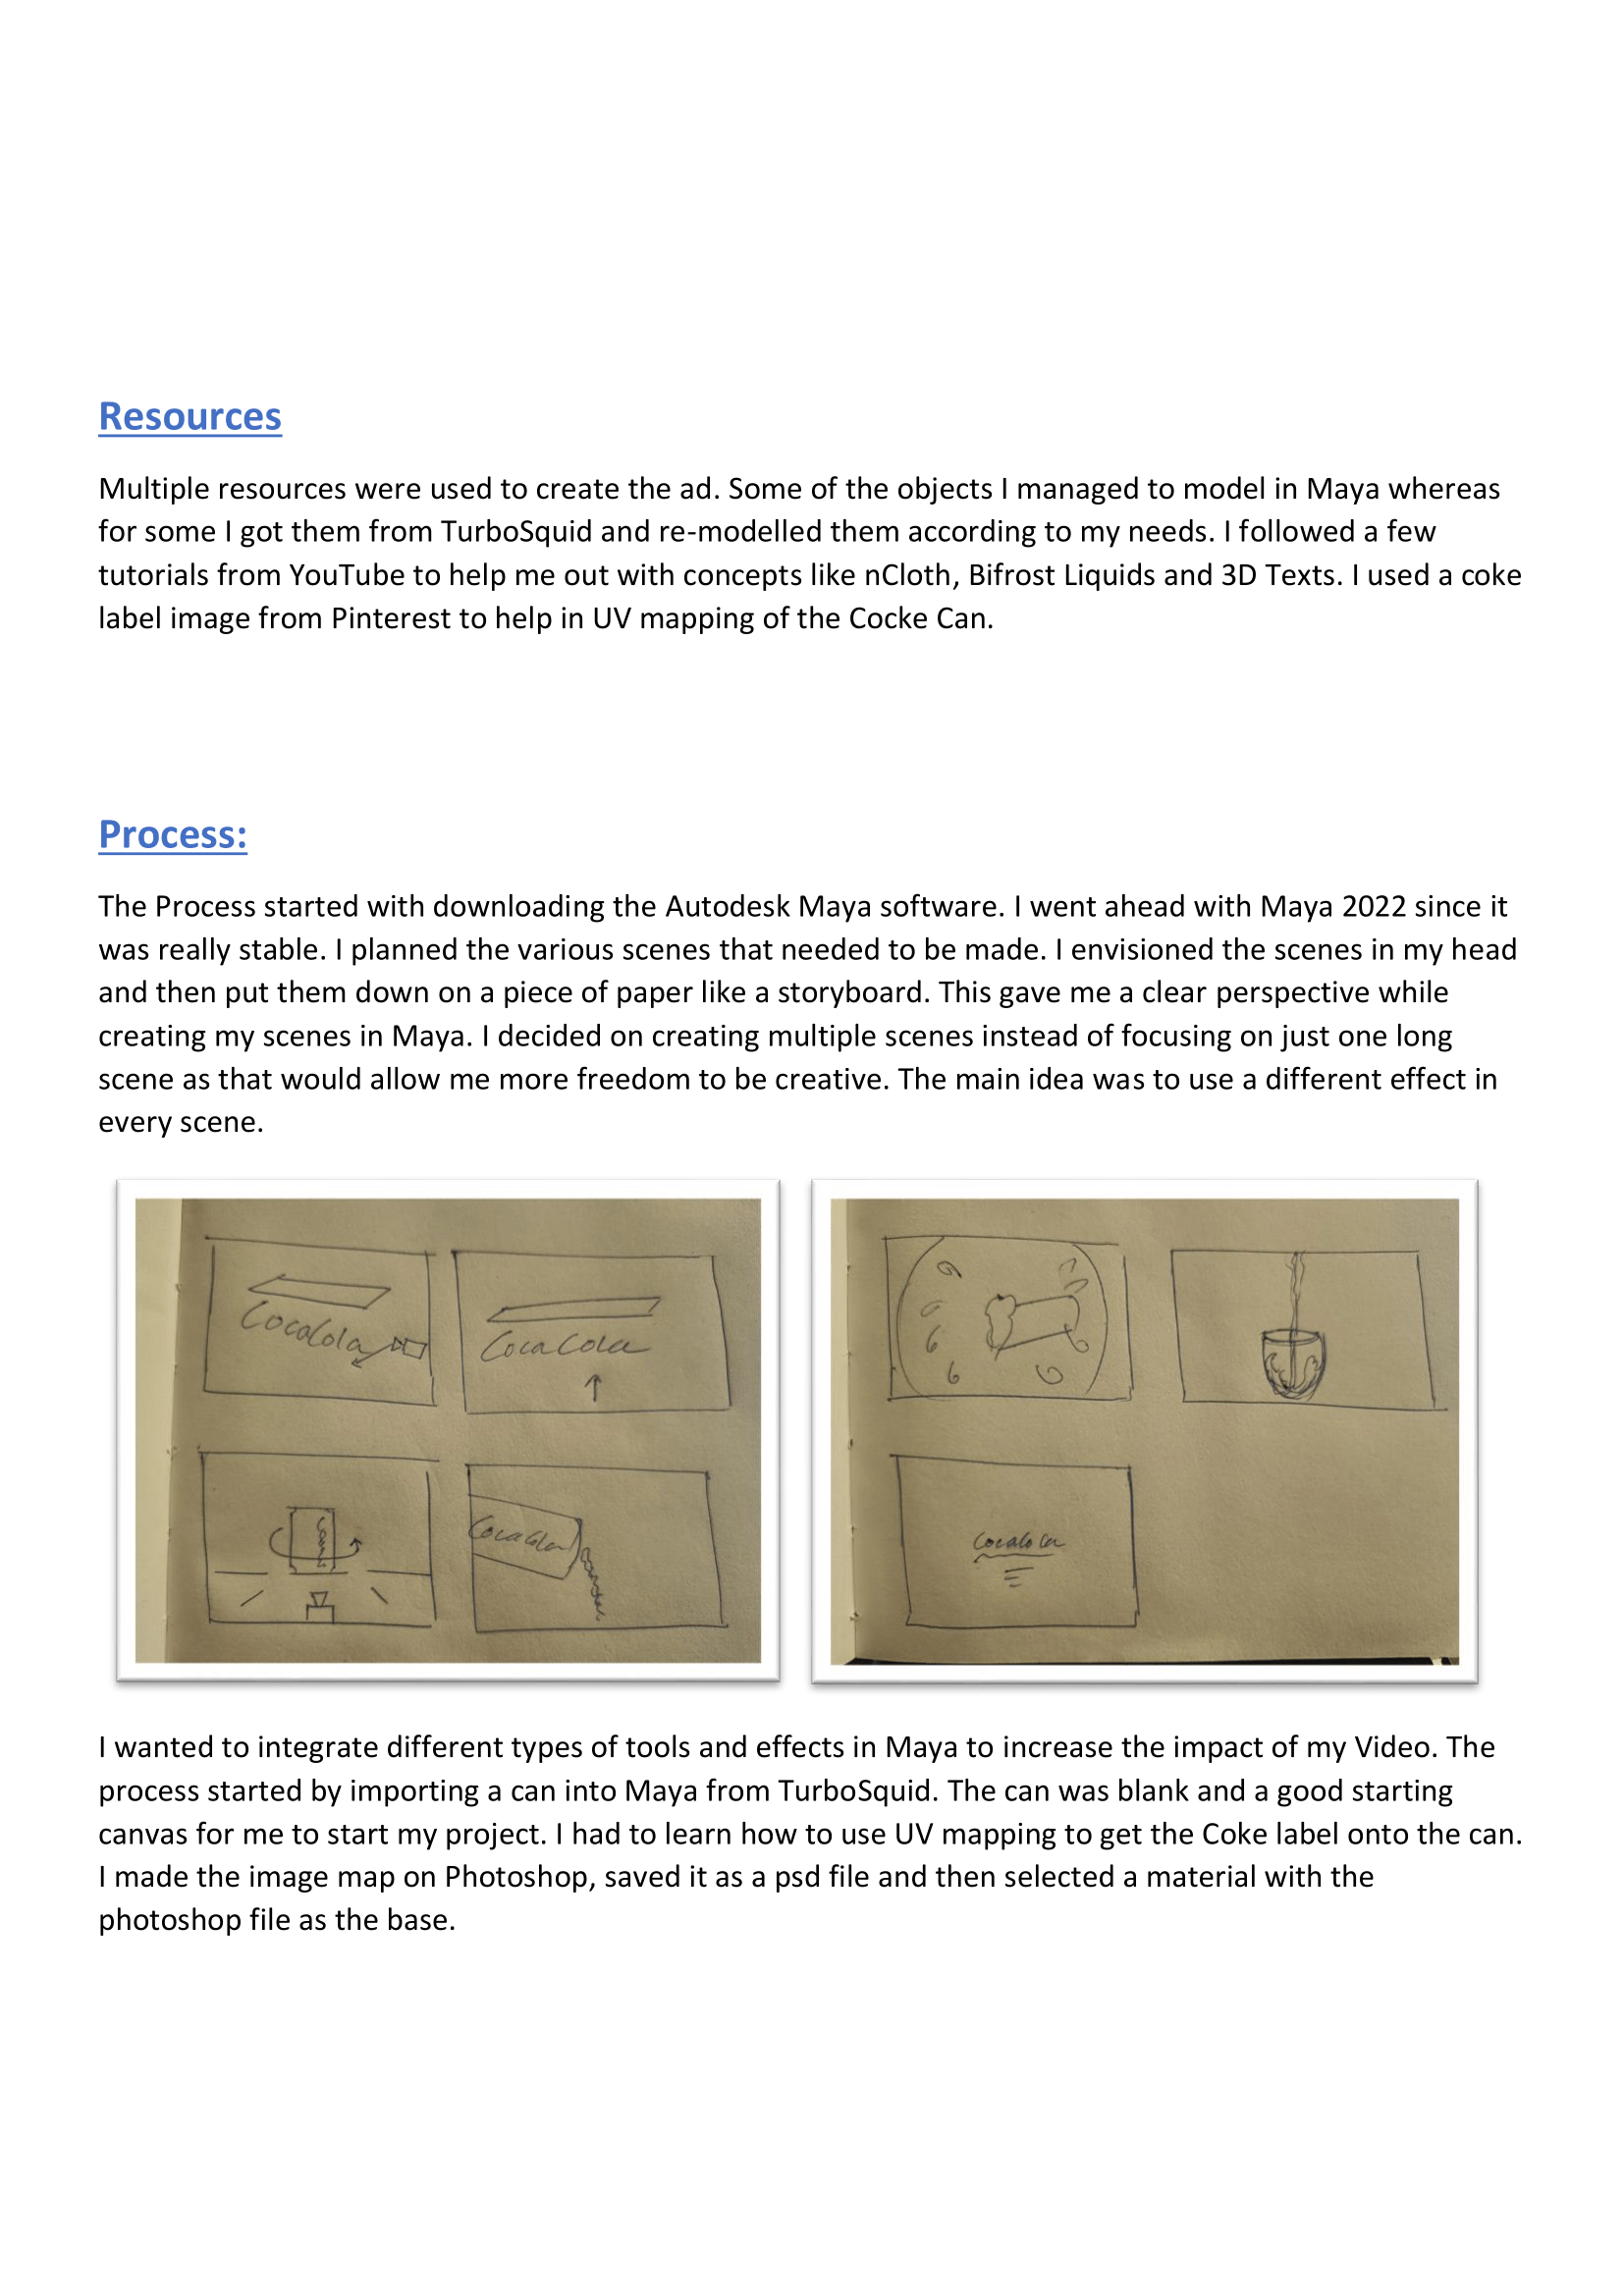 Resources
Multiple resources were used to create the ad. Some of the objects I managed to model in Maya whereas
for some I got them from TurboSquid and re-modelled them according to my needs. I followed a few
tutorials from YouTube to help me out with concepts like nCloth, Bifrost Liquids and 3D Texts. I used a coke
label image from Pinterest to help in UV mapping of the Cocke Can.
Process:
The Process started with downloading the Autodesk Maya software. I went ahead with Maya 2022 since it
was really stable. I planned the various scenes that needed to be made. I envisioned the scenes in my head
and then put them down on a piece of paper like a storyboard. This gave me a clear perspective while
creating my scenes in Maya. I decided on creating multiple scenes instead of focusing on just one long
scene as that would allow me more freedom to be creative. The main idea was to use a different effect in
every scene.
CocaCola
CocaCola
CocaCola
CocaCola
I wanted to integrate different types of tools and effects in Maya to increase the impact of my Video. The
process started by importing a can into Maya from TurboSquid. The can was blank and a good starting
canvas for me to start my project. I had to learn how to use UV mapping to get the Coke label onto the can.
I made the image map on Photoshop, saved it as a psd file and then selected a material with the
photoshop file as the base.